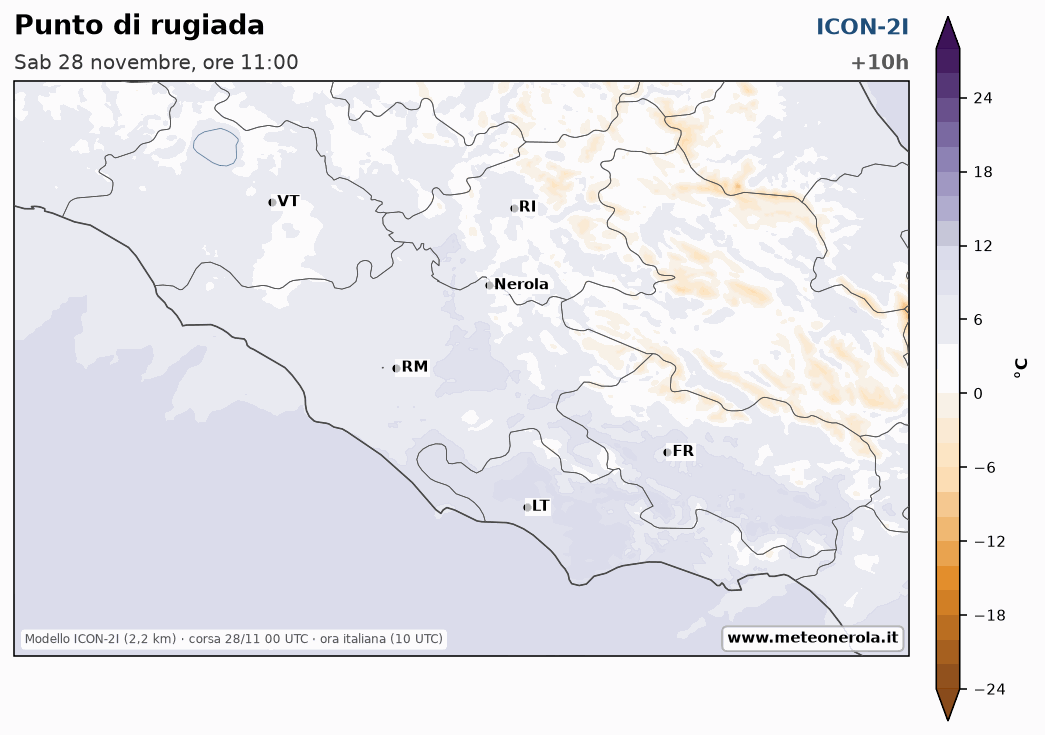 Punto di rugiada
ICON-2I
Sab 28 novembre, ore 11:00
+10h
VT
RI
Nerola
RM
FR
LT
Modello ICON-2I (2,2 km) · corsa 28/11 00 UTC · ora italiana (10 UTC)
www.meteonerola.it
24
18
12
6
0
−6
−12
−18
−24
°C